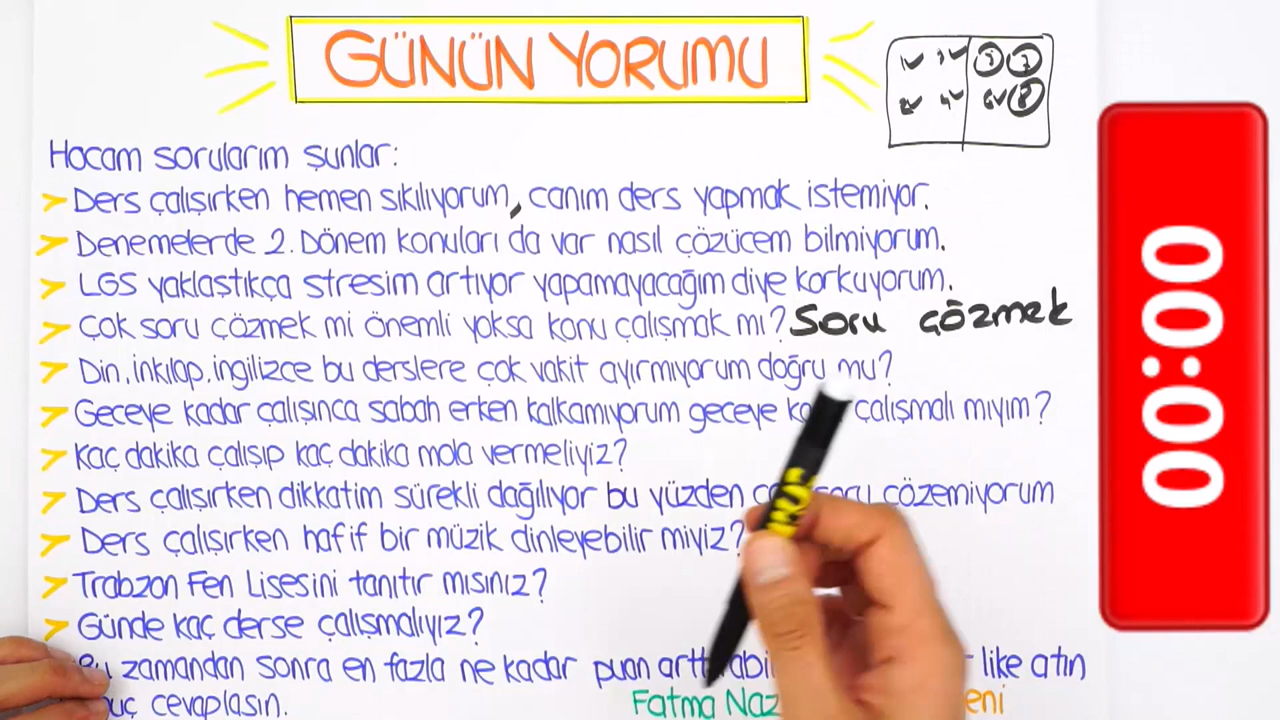 GÜNÜN YORUMU
Hocam sorularım şunlar:
Ders çalışırken hemen sıkılıyorum, canım ders yapmak istemiyor.
Denemelerde 2. Dönem konuları da var nasıl çözücem bilmiyorum.
LGS yaklaştıkça stresim artıyor yapamayacağım diye korkuyorum.
Çok soru çözmek mi önemli yoksa konu çalışmak mı? Soru çözmek
Din, inkılap, ingilizce bu derslere çok vakit ayırmıyorum doğru mu?
Geceye kadar çalışınca sabah erken kalkamıyorum geceye çalışmalı mıyım?
Kaç dakika çalışıp kaç dakika mola vermeliyiz?
Ders çalışırken dikkatim sürekli dağılıyor bu yüzden çözemiyorum
Ders çalışırken hafif bir müzik dinleyebilir miyiz?
Trabzon Fen Lisesini tanıtır mısınız?
Günde kaç derse çalışmalıyız?
zamandan sonra en fazla ne kadar puan like atın
cevaplasın.
Fatma Naz
00:00